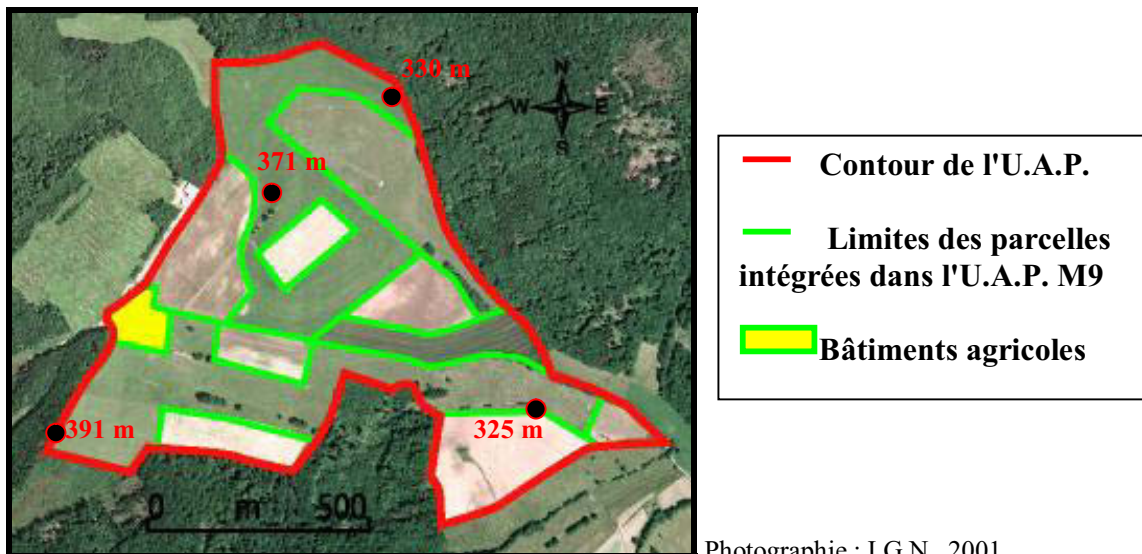 330 m
N
W E
S
371 m
391 m
325 m
0 m 500
Contour de l'U.A.P.
Limites des parcelles
intégrées dans l'U.A.P. M9
Bâtiments agricoles
Photographie : I.G.N., 2001